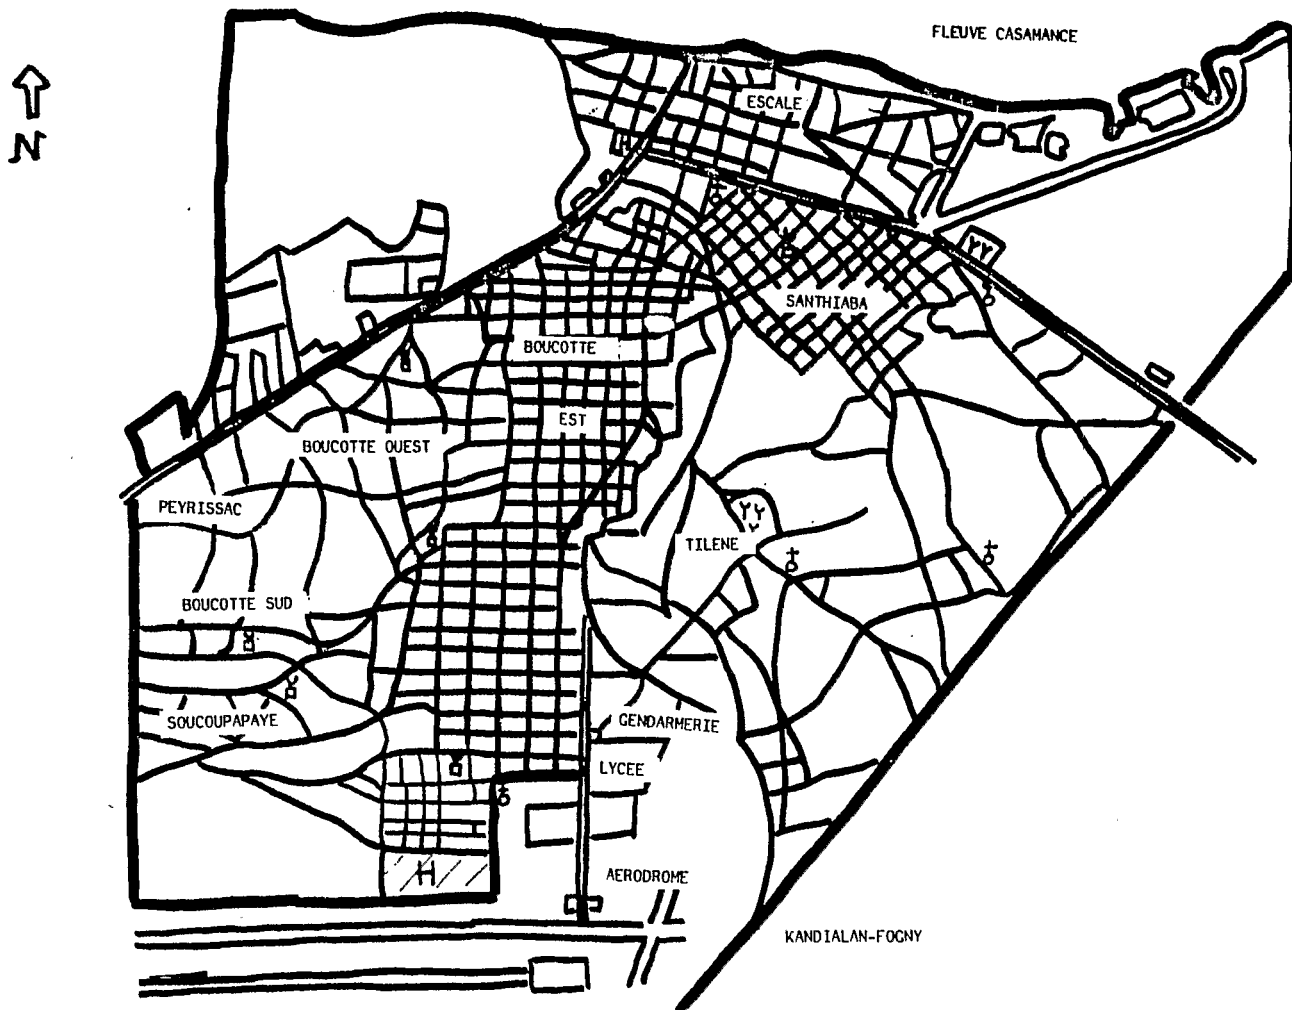 FLEUVE CASAMANCE
N
ESCALE
H
SANTHIABA
BOUCOTTE
EST
BOUCOTTE OUEST
PEYRISSAC
TILENE
BOUCOTTE SUD
SOUCOUPAPAYE
GENDARMERIE
LYCEE
H
AERODROME
KANDIALAN-FOGNY